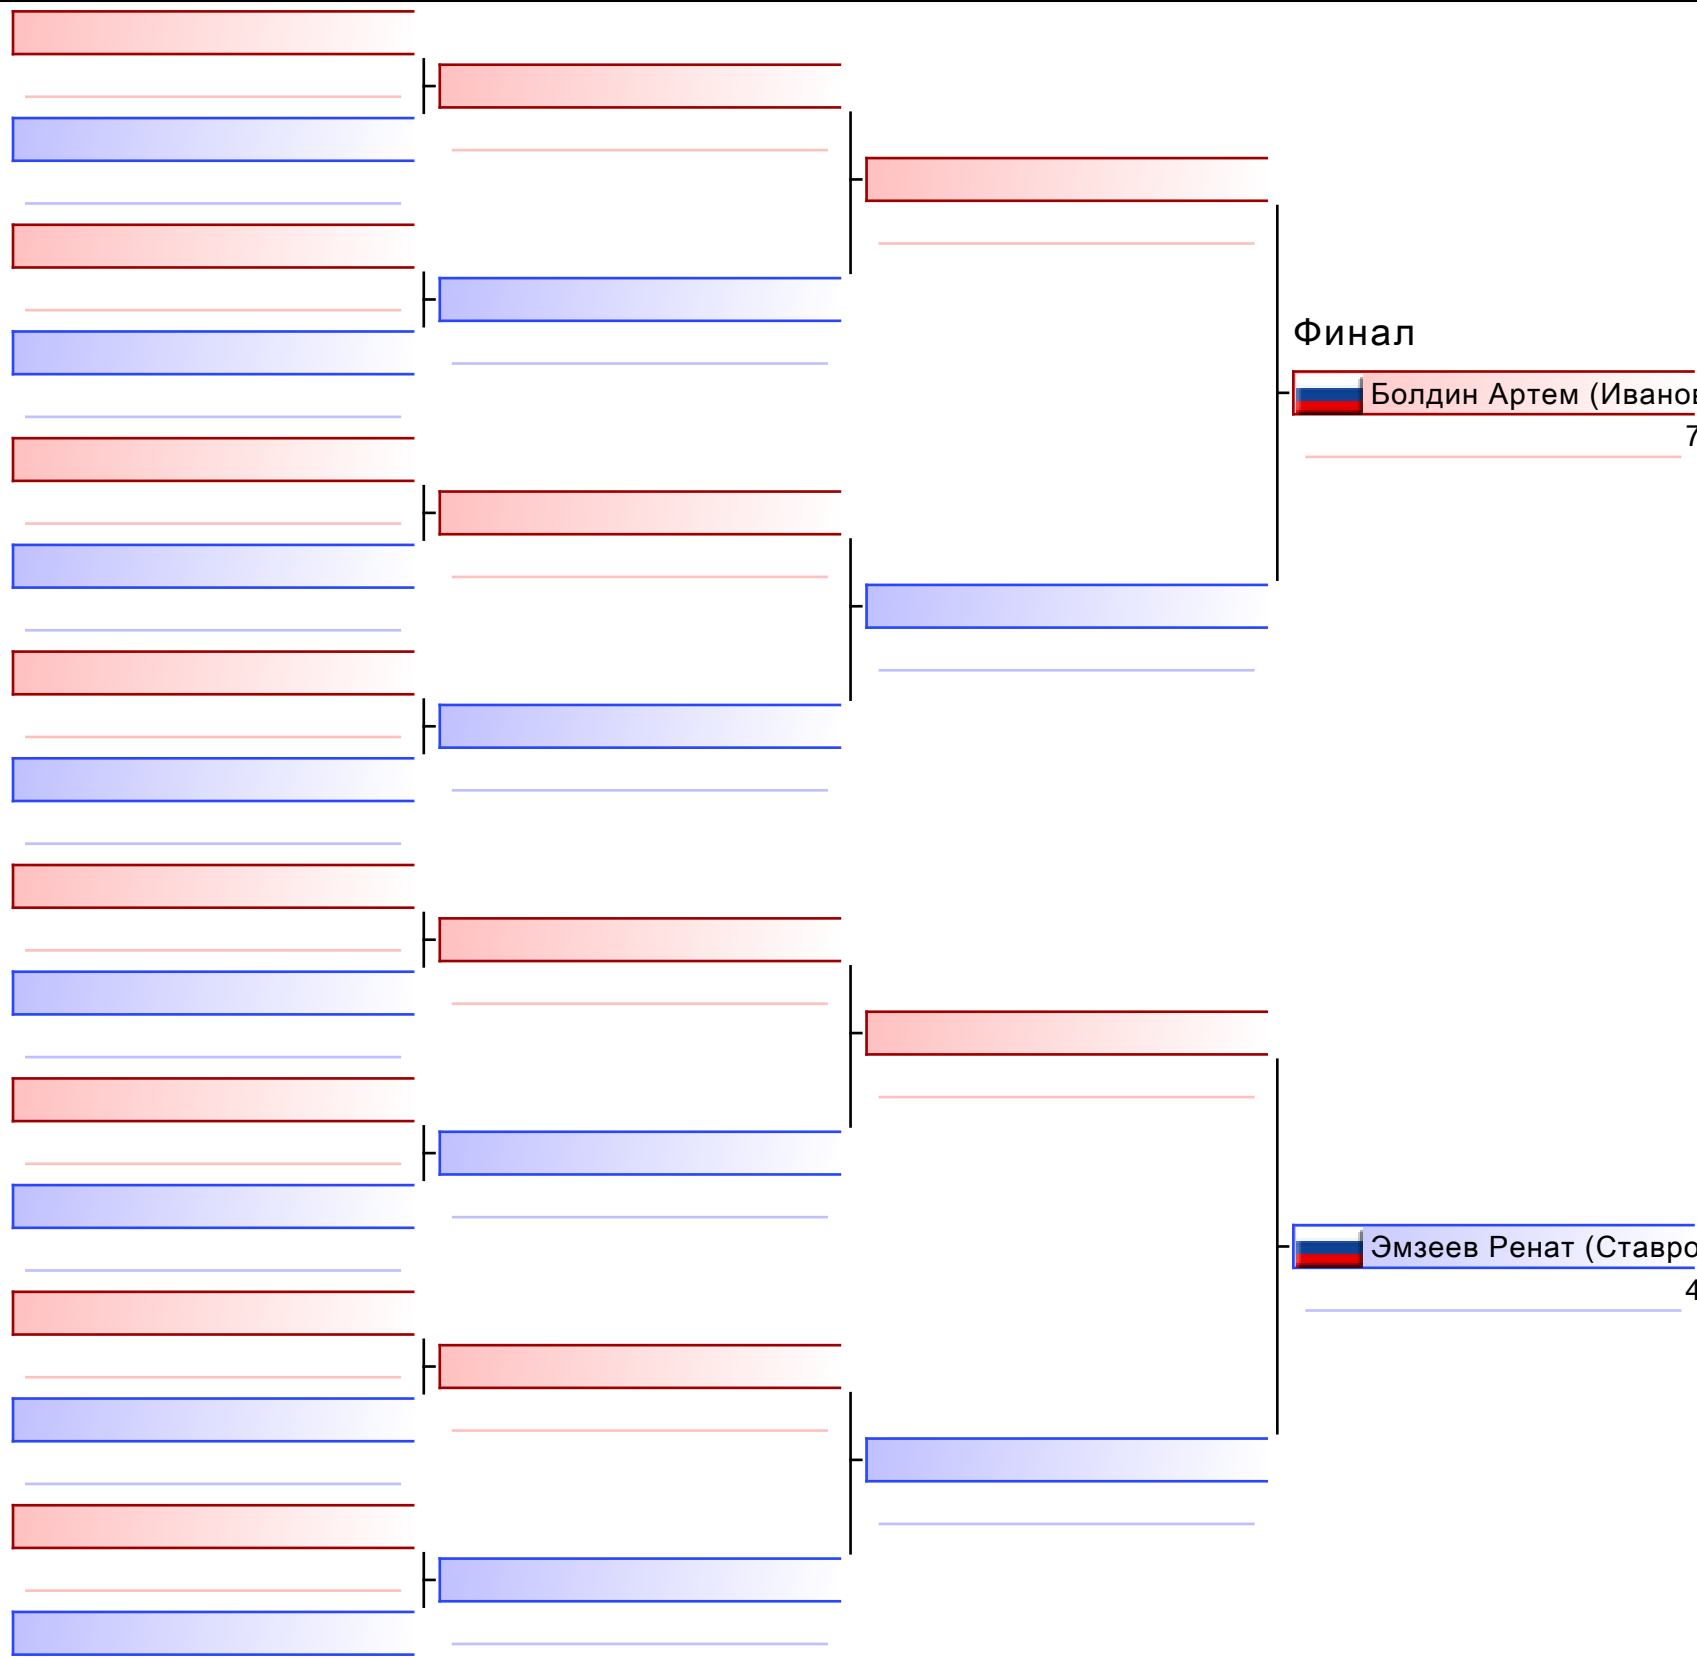 Финал
Болдин Артем (Иванов
7
Эмзеев Ренат (Ставро
4